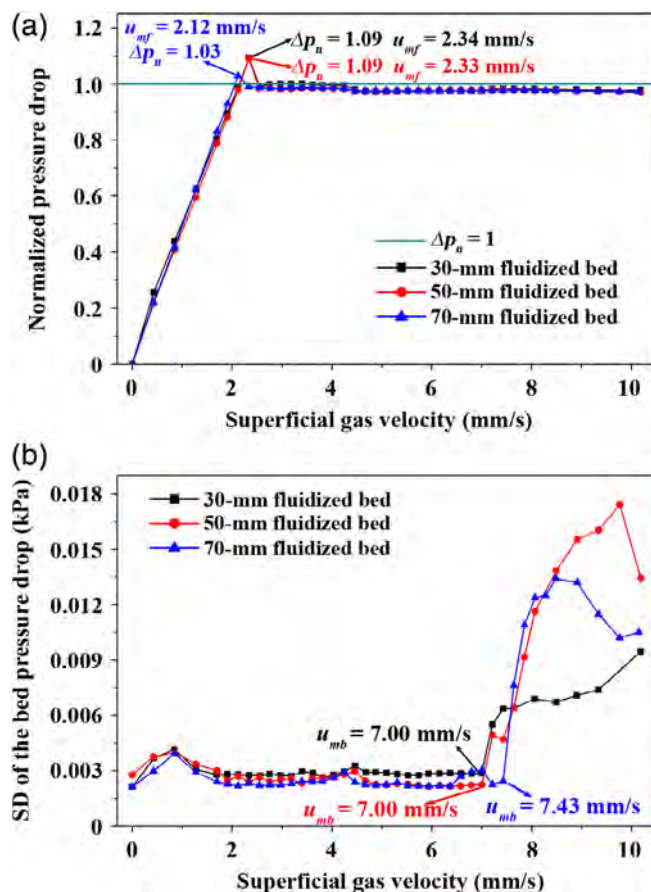 (a)
u_mf = 2.12 mm/s
Δp_n = 1.03
Δp_n = 1.09 u_mf = 2.34 mm/s
Δp_n = 1.09 u_mf = 2.33 mm/s
1.2
1.0
0.8
0.6
0.4
0.2
0
Normalized pressure drop
Δp_n = 1
30-mm fluidized bed
50-mm fluidized bed
70-mm fluidized bed
0 2 4 6 8 10
Superficial gas velocity (mm/s)
(b)
0.018
0.015
0.012
0.009
0.006
0.003
0
SD of the bed pressure drop (kPa)
30-mm fluidized bed
50-mm fluidized bed
70-mm fluidized bed
u_mb = 7.00 mm/s
u_mb = 7.00 mm/s
u_mb = 7.43 mm/s
0 2 4 6 8 10
Superficial gas velocity (mm/s)